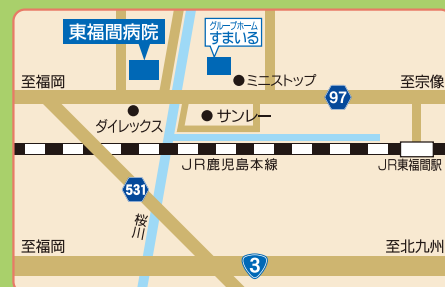 東福間病院
グループホーム
すまいる
ミニストップ
至福岡
至宗像
97
ダイレックス
サンレー
JR鹿児島本線
JR東福間駅
531
桜川
至福岡
至北九州
3